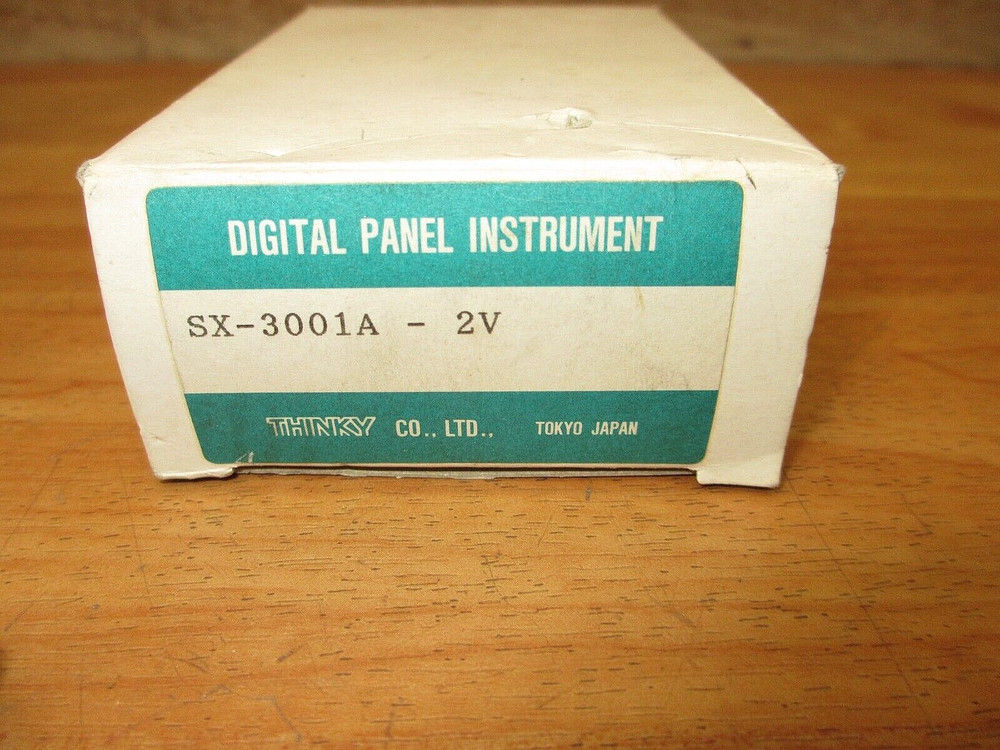 DIGITAL PANEL INSTRUMENT
SX-3001A - 2V
THINKY CO., LTD., TOKYO JAPAN